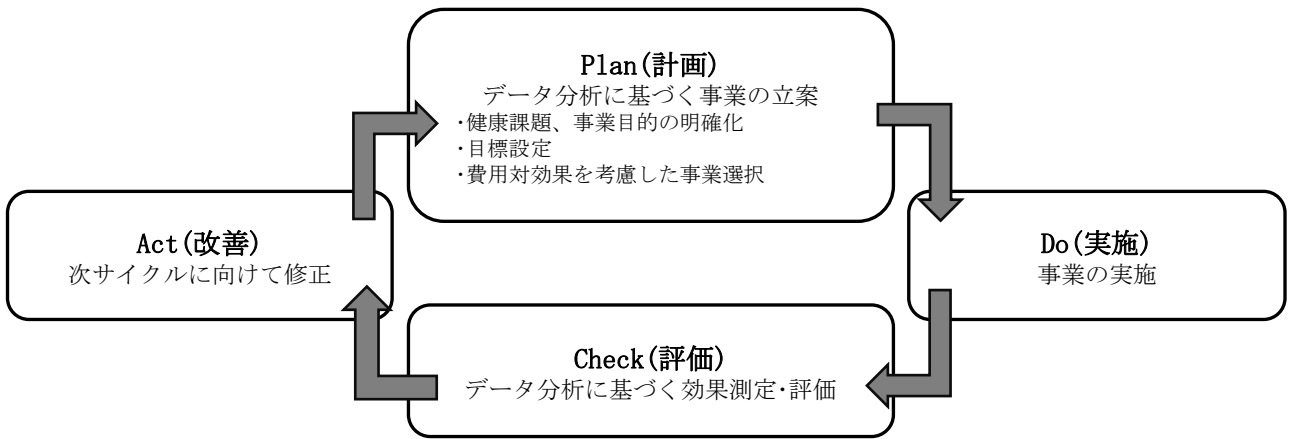 Plan(計画)
データ分析に基づく事業の立案
･健康課題、事業目的の明確化
･目標設定
･費用対効果を考慮した事業選択
Act(改善)
次サイクルに向けて修正
Do(実施)
事業の実施
Check(評価)
データ分析に基づく効果測定･評価